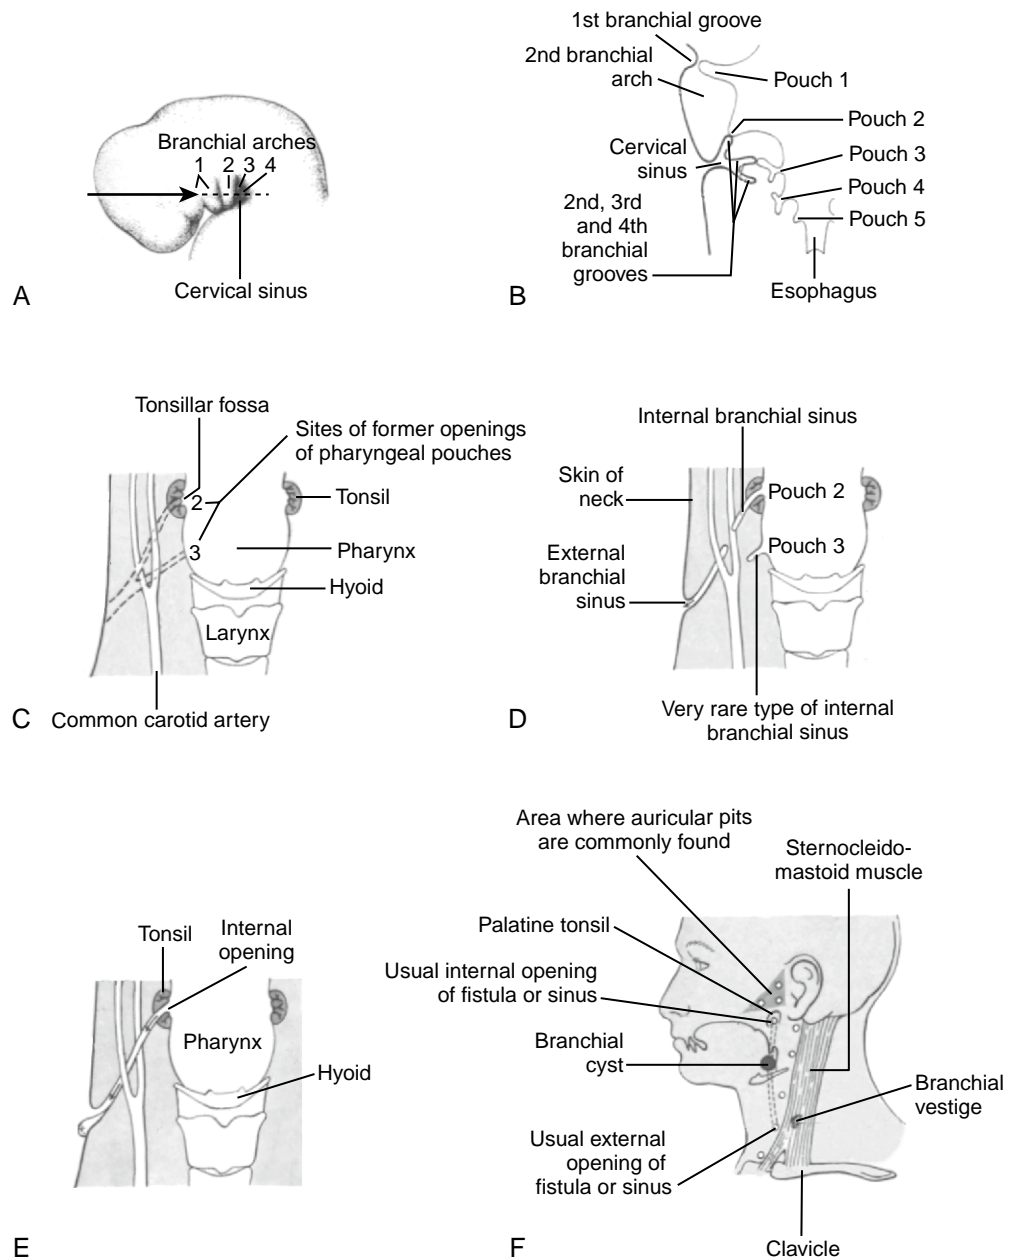 Branchial arches
1 2 3 4
Cervical sinus
A
1st branchial groove
2nd branchial
arch
Pouch 1
Pouch 2
Cervical
sinus
Pouch 3
Pouch 4
2nd, 3rd
and 4th
branchial
grooves
Pouch 5
Esophagus
B
Tonsillar fossa
Sites of former openings
of pharyngeal pouches
2
Tonsil
3
Pharynx
Hyoid
Larynx
C
Common carotid artery
Internal branchial sinus
Skin of
neck
Pouch 2
External
branchial
sinus
Pouch 3
Very rare type of internal
branchial sinus
D
Tonsil
Internal
opening
Pharynx
Hyoid
E
Area where auricular pits
are commonly found
Sternocleido-
mastoid muscle
Palatine tonsil
Usual internal opening
of fistula or sinus
Branchial
cyst
Branchial
vestige
Usual external
opening of
fistula or sinus
Clavicle
F